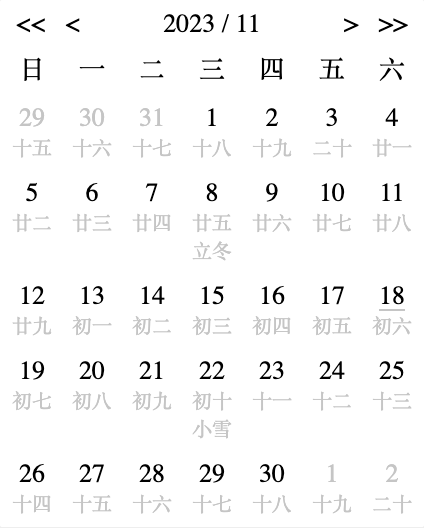 << < 2023 / 11 > >>
日 一 二 三 四 五 六
29 30 31 1 2 3 4
十五 十六 十七 十八 十九 二十 廿一
5 6 7 8 9 10 11
廿二 廿三 廿四 廿五 廿六 廿七 廿八
立冬
12 13 14 15 16 17 18
廿九 初一 初二 初三 初四 初五 初六
19 20 21 22 23 24 25
初七 初八 初九 初十 十一 十二 十三
小雪
26 27 28 29 30 1 2
十四 十五 十六 十七 十八 十九 二十